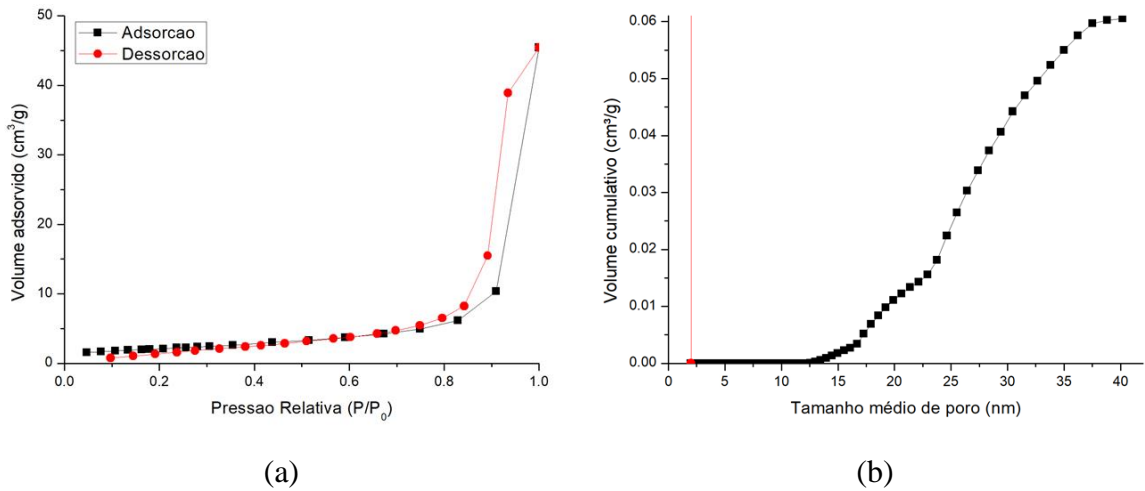 50
40
30
20
10
0
Volume adsorvido (cm³/g)
Adsorcao
Dessorcao
0.0 0.2 0.4 0.6 0.8 1.0
Pressao Relativa (P/P₀)
(a)
0.06
0.05
0.04
0.03
0.02
0.01
0.00
Volume cumulativo (cm³/g)
0 5 10 15 20 25 30 35 40
Tamanho médio de poro (nm)
(b)